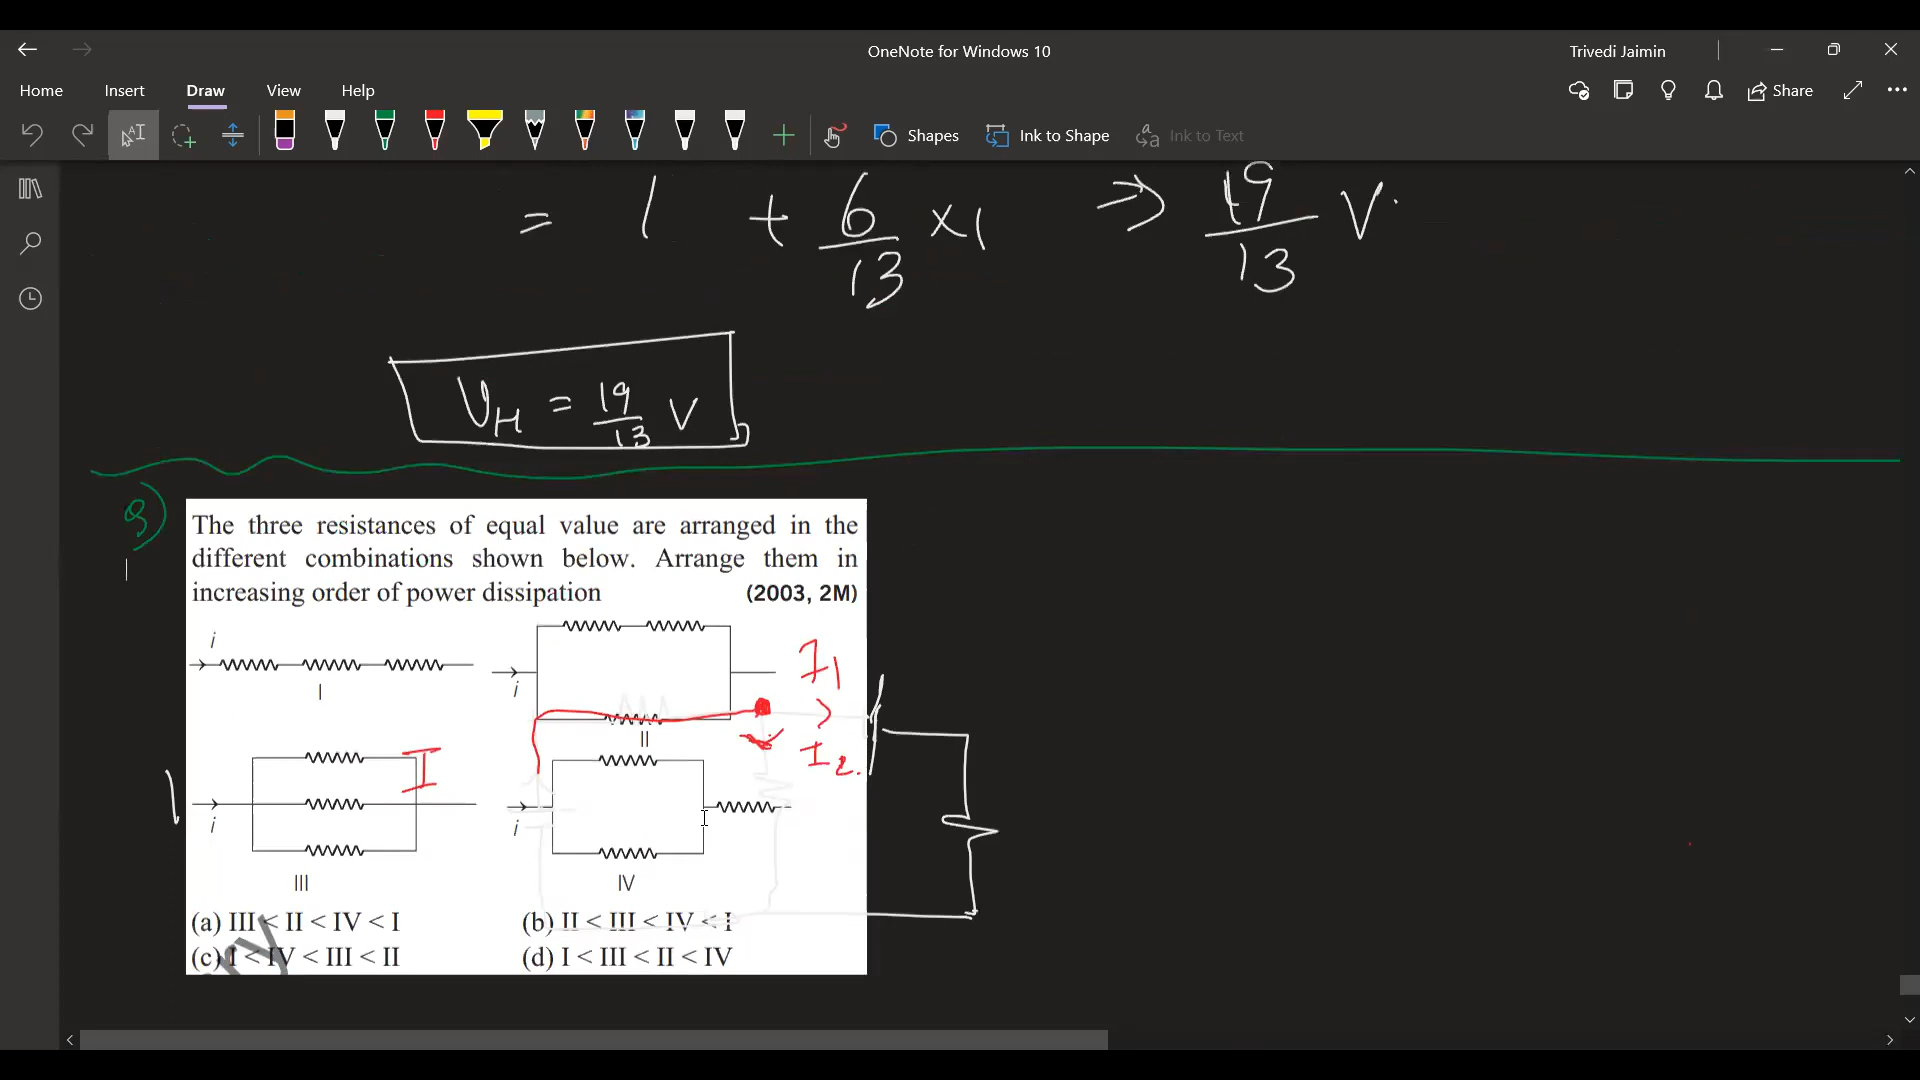 OneNote for Windows 10
Trivedi Jaimin
Home Insert Draw View Help
Share
Shapes
Ink to Shape
Ink to Text
= 1 + 6/13 x1 => 19/13 V.
VH = 19/13 V
The three resistances of equal value are arranged in the
different combinations shown below. Arrange them in
increasing order of power dissipation (2003, 2M)
i
I
i
II
I1
>
I2.
I
i
III
i
IV
(a) III < II < IV < I
(b) II < III < IV < I
(c) I < IV < III < II
(d) I < III < II < IV